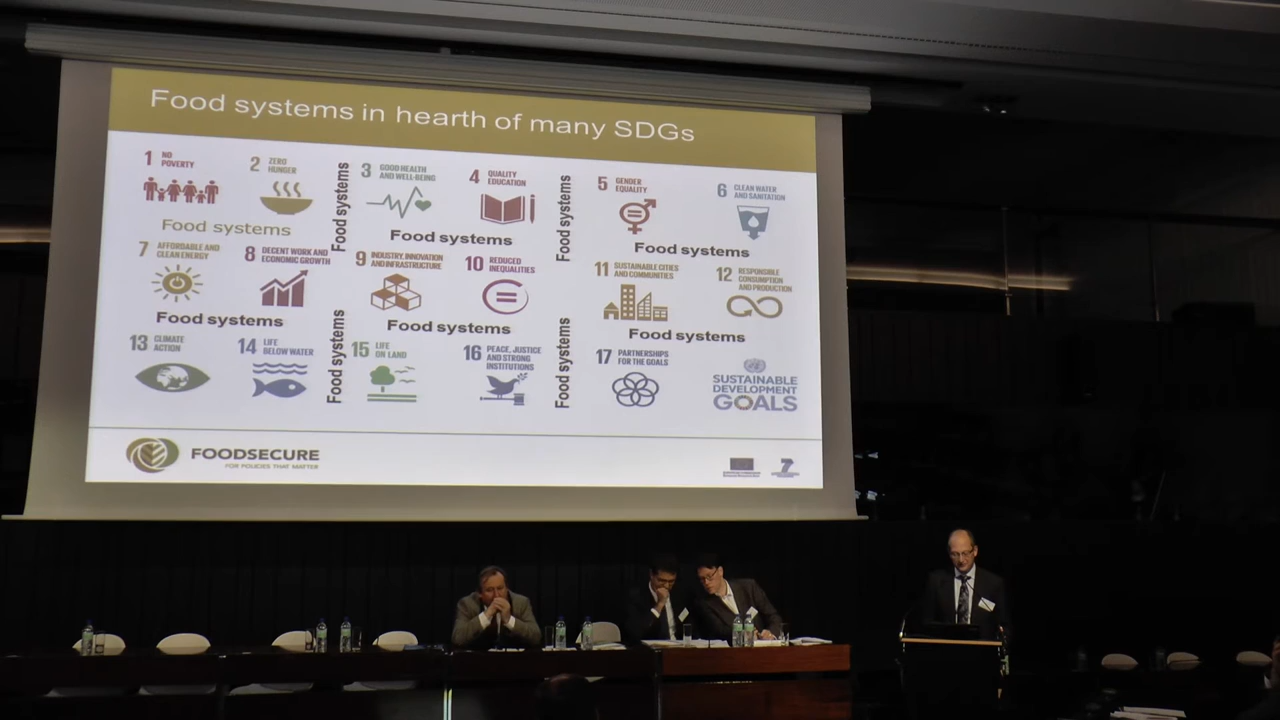 Food systems in hearth of many SDGs
1 NO
POVERTY
2 ZERO
HUNGER
3 GOOD HEALTH
AND WELL-BEING
4 QUALITY
EDUCATION
5 GENDER
EQUALITY
6 CLEAN WATER
AND SANITATION
Food systems
Food systems
Food systems
Food systems
Food systems
7 AFFORDABLE AND
CLEAN ENERGY
8 DECENT WORK AND
ECONOMIC GROWTH
9 INDUSTRY, INNOVATION
AND INFRASTRUCTURE
10 REDUCED
INEQUALITIES
11 SUSTAINABLE CITIES
AND COMMUNITIES
12 RESPONSIBLE
CONSUMPTION
AND PRODUCTION
Food systems
Food systems
Food systems
Food systems
Food systems
13 CLIMATE
ACTION
14 LIFE
BELOW WATER
15 LIFE
ON LAND
16 PEACE, JUSTICE
AND STRONG
INSTITUTIONS
17 PARTNERSHIPS
FOR THE GOALS
SUSTAINABLE
DEVELOPMENT
GOALS
FOODSECURE
FOR POLICIES THAT MATTER
7